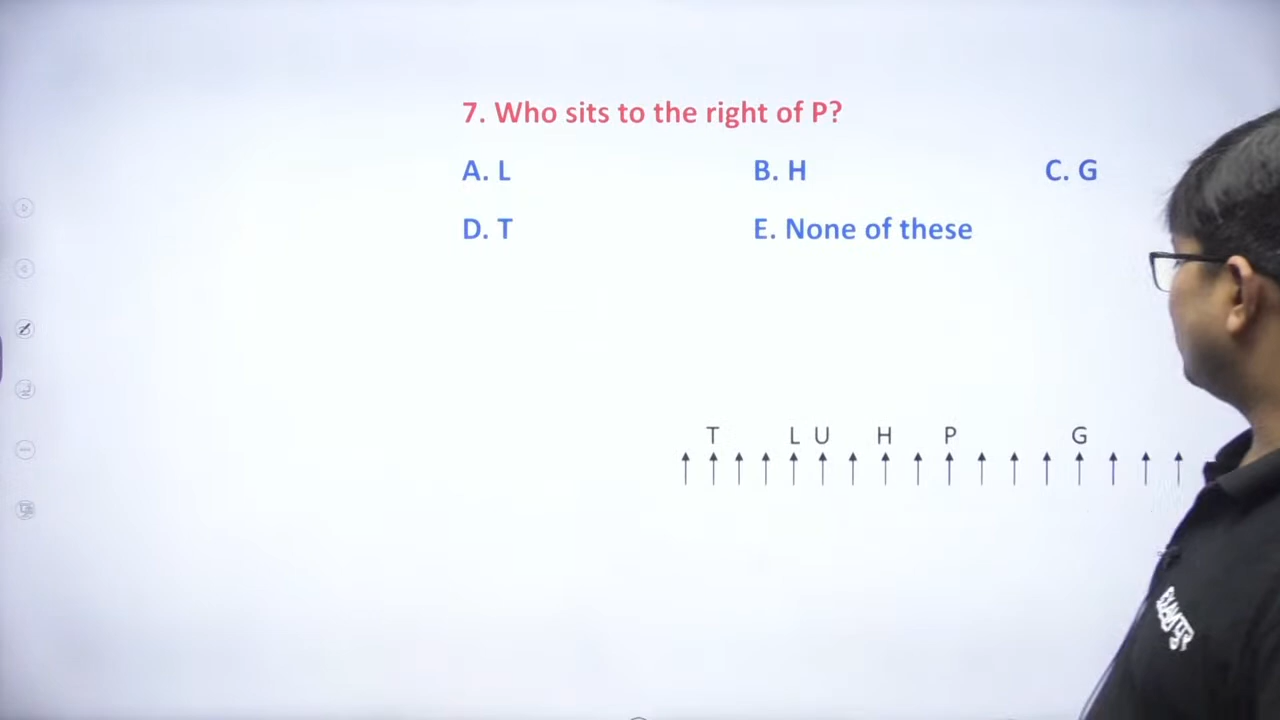 7. Who sits to the right of P?
A. L B. H C. G
D. T E. None of these
T L U H P G